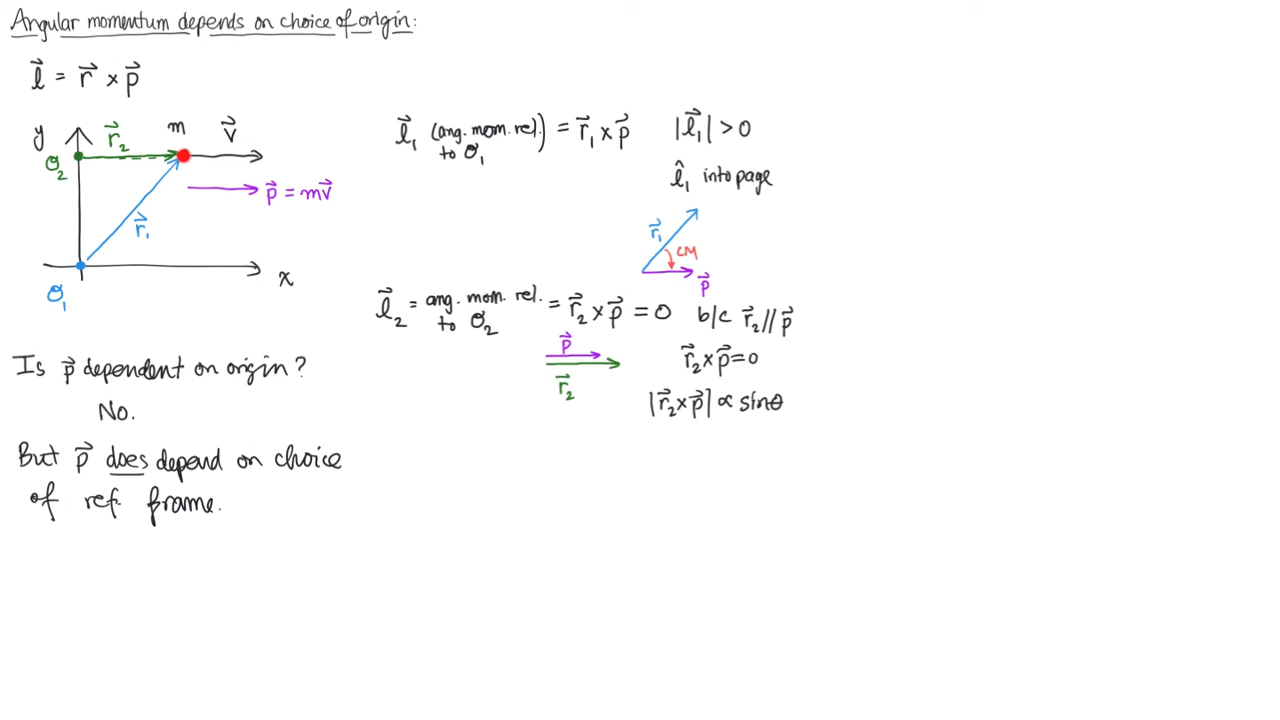 Angular momentum depends on choice of origin:
l⃗ = r⃗ × p⃗
y
O₂
r⃗₂
m
v⃗
p⃗ = mv⃗
r⃗₁
x
O₁
l⃗₁ (ang. mom. rel.) = r⃗₁ × p⃗
to O₁
|l⃗₁| > 0
l̂₁ into page
r⃗₁
CM
p⃗
l⃗₂ = ang. mom. rel. = r⃗₂ × p⃗ = 0 b/c r⃗₂ // p⃗
to O₂
p⃗
r⃗₂
r⃗₂ × p⃗ = 0
|r⃗₂ × p⃗| ∝ sinθ
Is p⃗ dependent on origin?
No.
But p⃗ does depend on choice
of ref. frame.